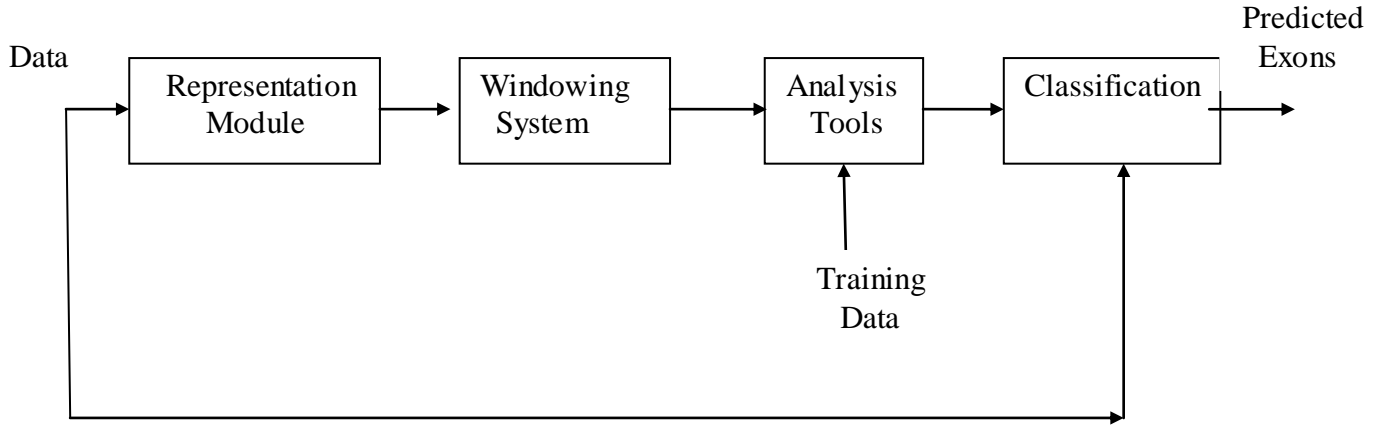 Data
Representation
Module
Windowing
System
Analysis
Tools
Classification
Predicted
Exons
Training
Data